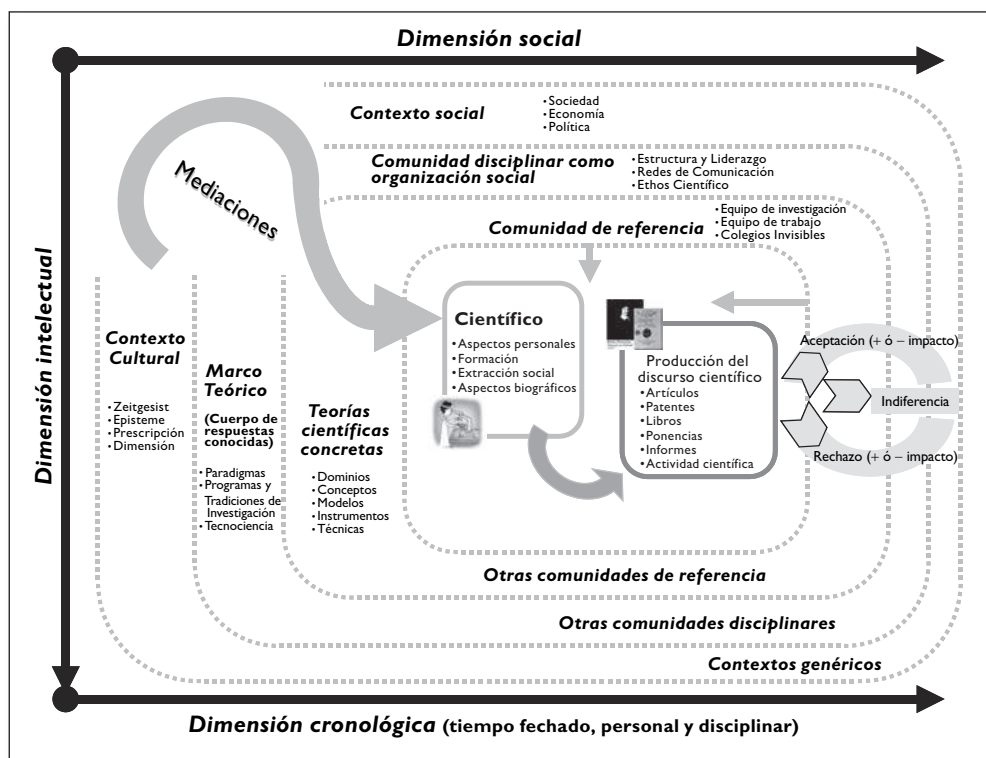 Dimensión social
Contexto social
• Sociedad
• Economía
• Política
Comunidad disciplinar como
organización social
• Estructura y Liderazgo
• Redes de Comunicación
• Ethos Científico
Comunidad de referencia
• Equipo de investigación
• Equipo de trabajo
• Colegios Invisibles
Mediaciones
Dimensión intelectual
Contexto
Cultural
• Zeitgesist
• Episteme
• Prescripción
• Dimensión
Marco
Teórico
(Cuerpo de
respuestas
conocidas)
• Paradigmas
• Programas y
Tradiciones de
Investigación
• Tecnociencia
Teorías
científicas
concretas
• Dominios
• Conceptos
• Modelos
• Instrumentos
• Técnicas
Científico
• Aspectos personales
• Formación
• Extracción social
• Aspectos biográficos
Producción del
discurso científico
• Artículos
• Patentes
• Libros
• Ponencias
• Informes
• Actividad científica
Aceptación (+ ó – impacto)
Indiferencia
Rechazo (+ ó – impacto)
Otras comunidades de referencia
Otras comunidades disciplinares
Contextos genéricos
Dimensión cronológica (tiempo fechado, personal y disciplinar)